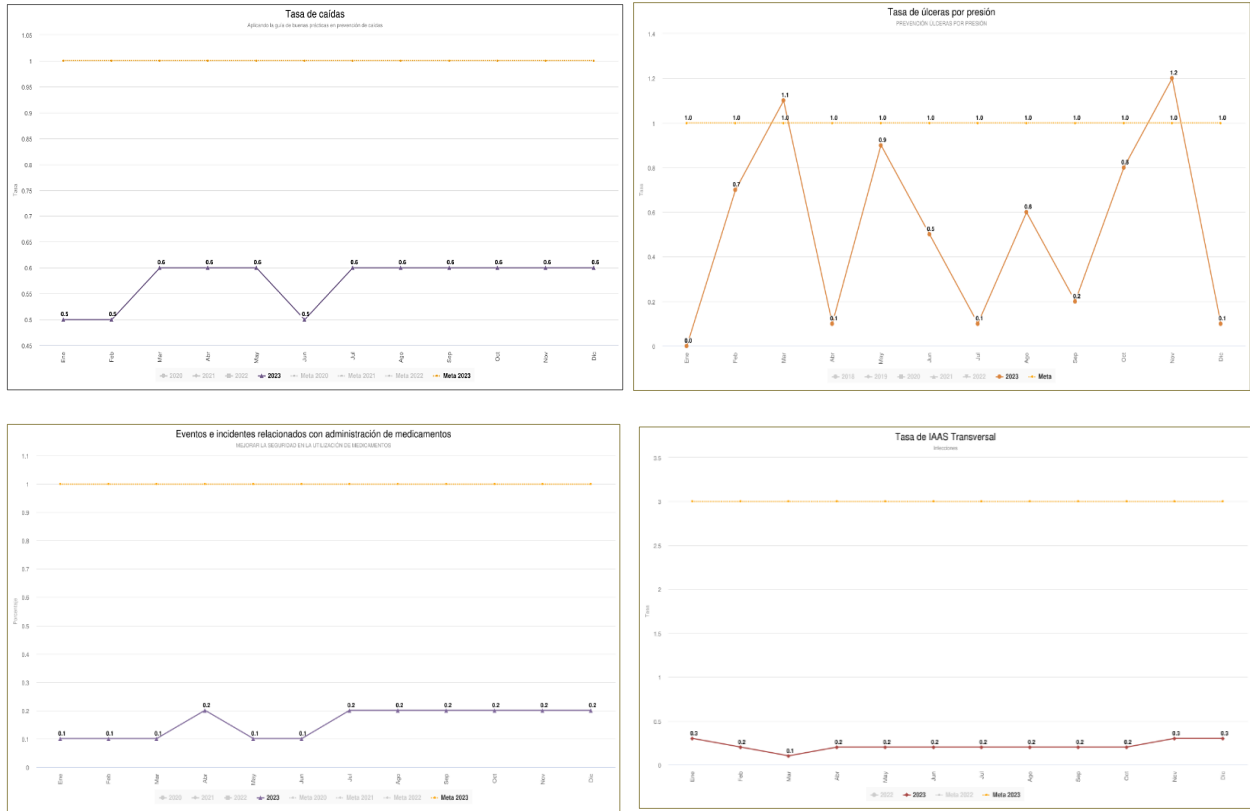 Tasa de caídas
Aplicando la guía de buenas prácticas en prevención de caídas
Tasa
1.05
1
0.95
0.9
0.85
0.8
0.75
0.7
0.65
0.6
0.55
0.5
0.45
0.5 0.5 0.6 0.6 0.6 0.5 0.6 0.6 0.6 0.6 0.6 0.6
Ene Feb Mar Abr May Jun Jul Ago Sep Oct Nov Dic
2020 2021 2022 2023 Meta 2020 Meta 2021 Meta 2022 Meta 2023
Tasa de úlceras por presión
PREVENCIÓN ÚLCERAS POR PRESIÓN
Tasa
1.4
1.2
1
0.8
0.6
0.4
0.2
0
1.0 1.0 1.0 1.0 1.0 1.0 1.0 1.0 1.0 1.0 1.0 1.0
0.0 0.7 1.1 0.1 0.9 0.5 0.1 0.6 0.2 0.8 1.2 0.1
Ene Feb Mar Abr May Jun Jul Ago Sep Oct Nov Dic
2018 2019 2020 2021 2022 2023 Meta
Eventos e incidentes relacionados con administración de medicamentos
MEJORAR LA SEGURIDAD EN LA UTILIZACIÓN DE MEDICAMENTOS
Porcentaje
1.1
1
0.9
0.8
0.7
0.6
0.5
0.4
0.3
0.2
0.1
0
0.1 0.1 0.1 0.2 0.1 0.1 0.2 0.2 0.2 0.2 0.2 0.2
Ene Feb Mar Abr May Jun Jul Ago Sep Oct Nov Dic
2020 2021 2022 2023 Meta 2020 Meta 2021 Meta 2022 Meta 2023
Tasa de IAAS Transversal
Infecciones
Tasa
3.5
3
2.5
2
1.5
1
0.5
0
0.3 0.2 0.1 0.2 0.2 0.2 0.2 0.2 0.2 0.2 0.3 0.3
Ene Feb Mar Abr May Jun Jul Ago Sep Oct Nov Dic
2022 2023 Meta 2022 Meta 2023